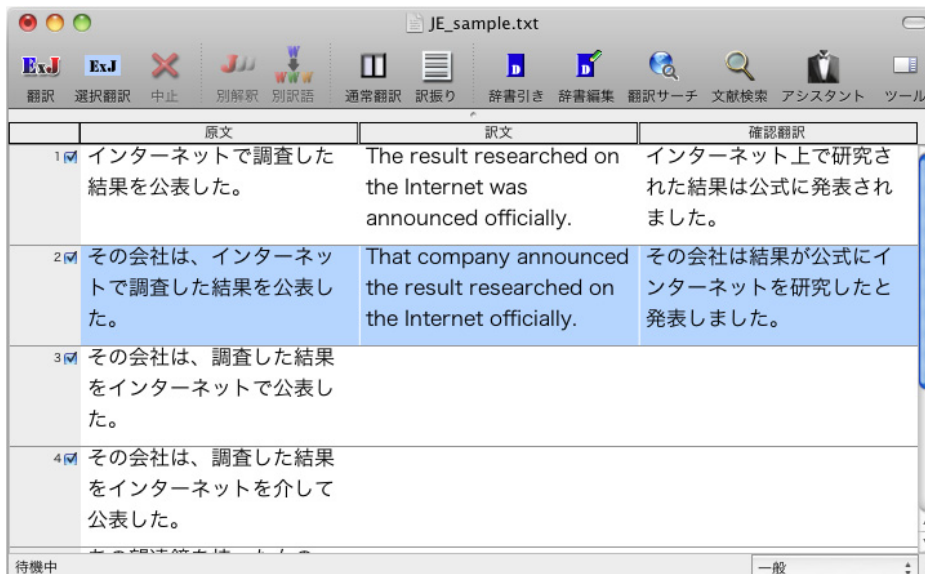 JE_sample.txt
ExJ ExJ J W WWW D D
翻訳 選択翻訳 中止 別解釈 別訳語 通常翻訳 訳振り 辞書引き 辞書編集 翻訳サーチ 文献検索 アシスタント ツール
原文 訳文 確認翻訳
1 インターネットで調査した
結果を公表した。
The result researched on
the Internet was
announced officially.
インターネット上で研究さ
れた結果は公式に発表され
ました。
2 その会社は、インターネッ
トで調査した結果を公表し
た。
That company announced
the result researched on
the Internet officially.
その会社は結果が公式にイ
ンターネットを研究したと
発表しました。
3 その会社は、調査した結果
をインターネットで公表し
た。
4 その会社は、調査した結果
をインターネットを介して
公表した。
待機中 一般